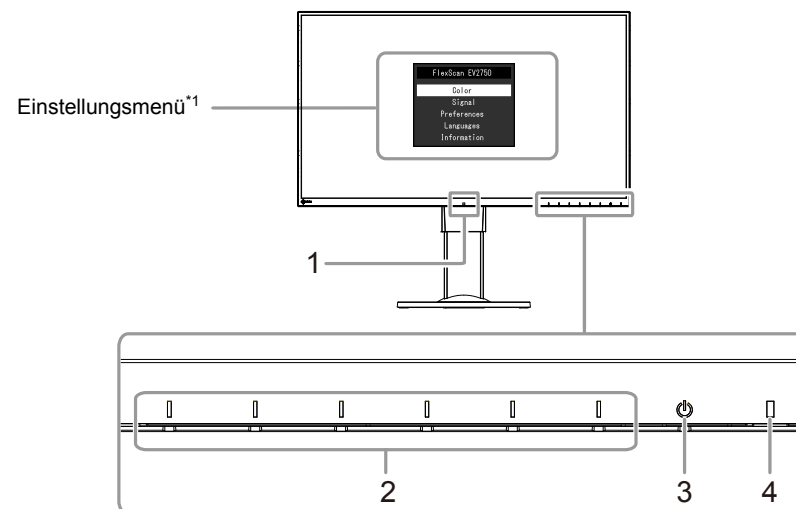 FlexScan EV2750
Color
Signal
Preferences
Languages
Information
Einstellungsmenü*1
1
2
3
4